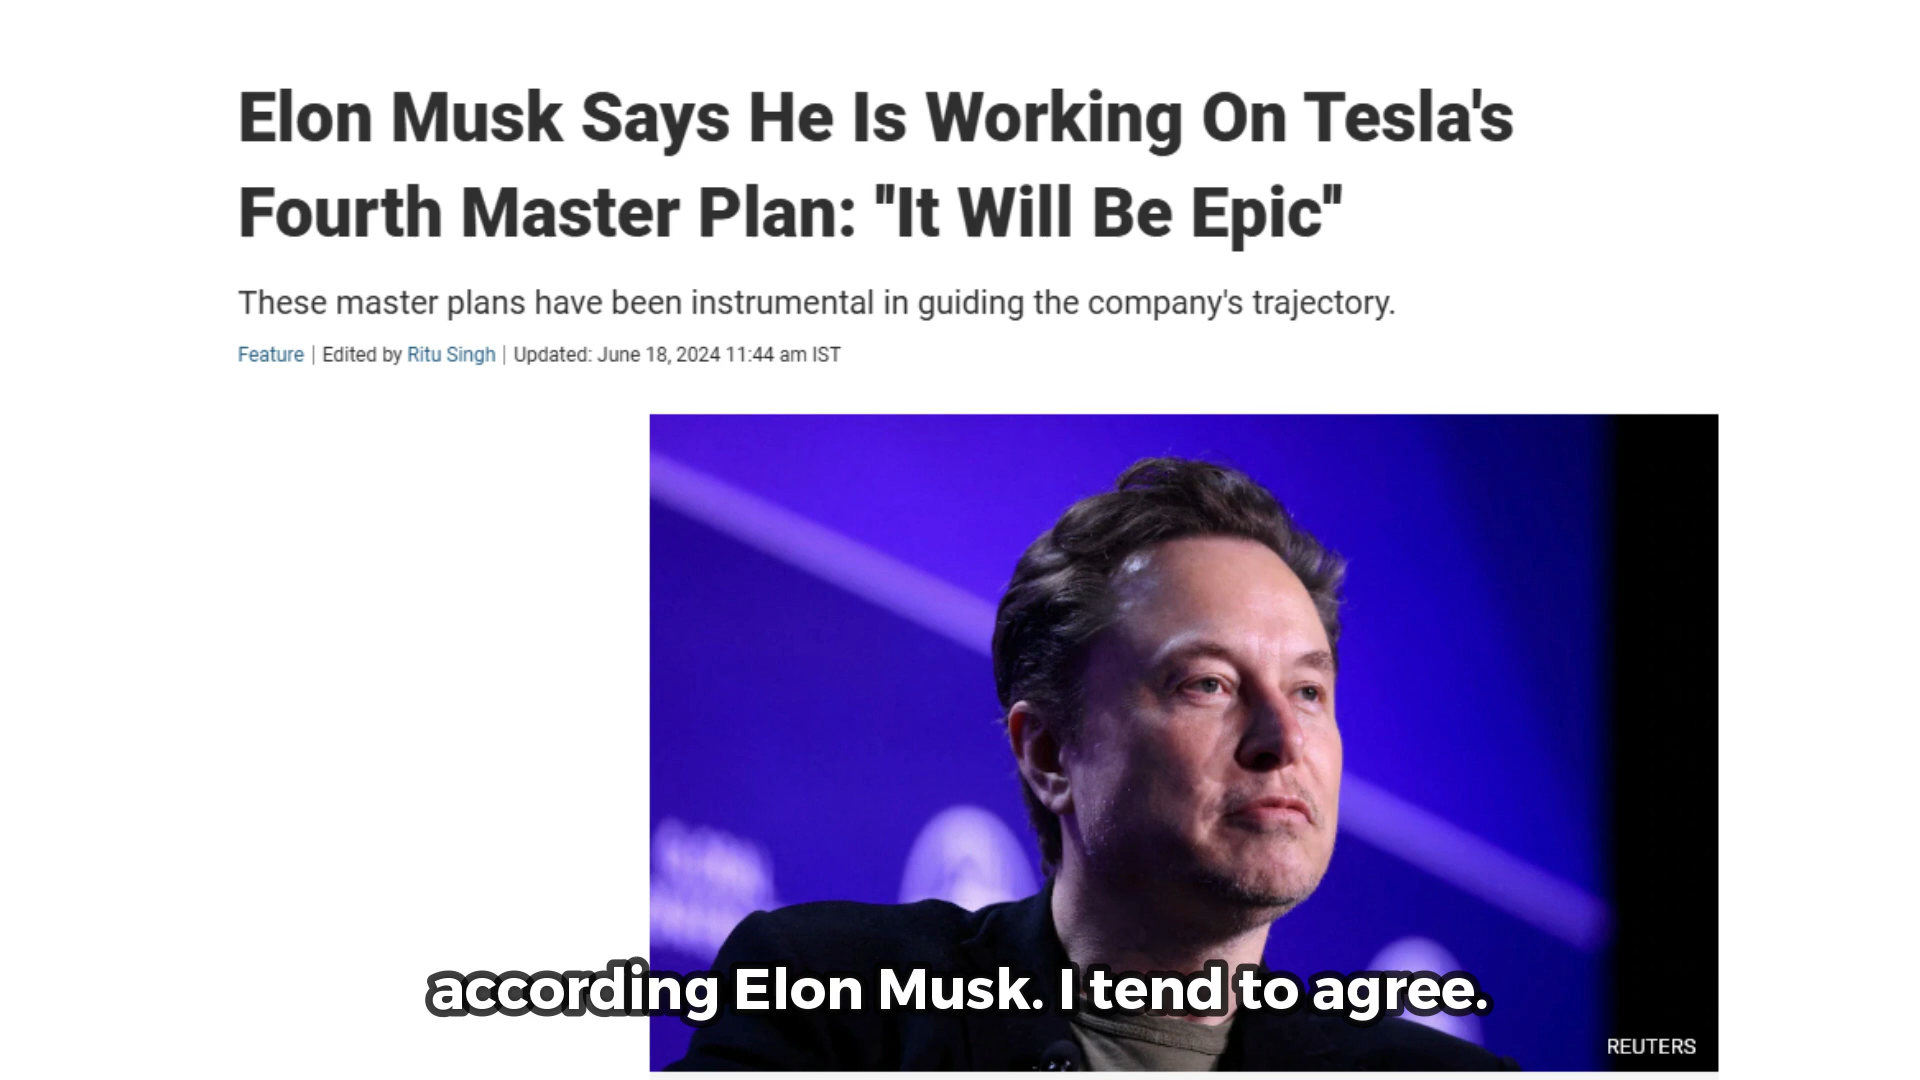 Elon Musk Says He Is Working On Tesla's
Fourth Master Plan: "It Will Be Epic"
These master plans have been instrumental in guiding the company's trajectory.
Feature | Edited by Ritu Singh | Updated: June 18, 2024 11:44 am IST
according Elon Musk. I tend to agree.
REUTERS